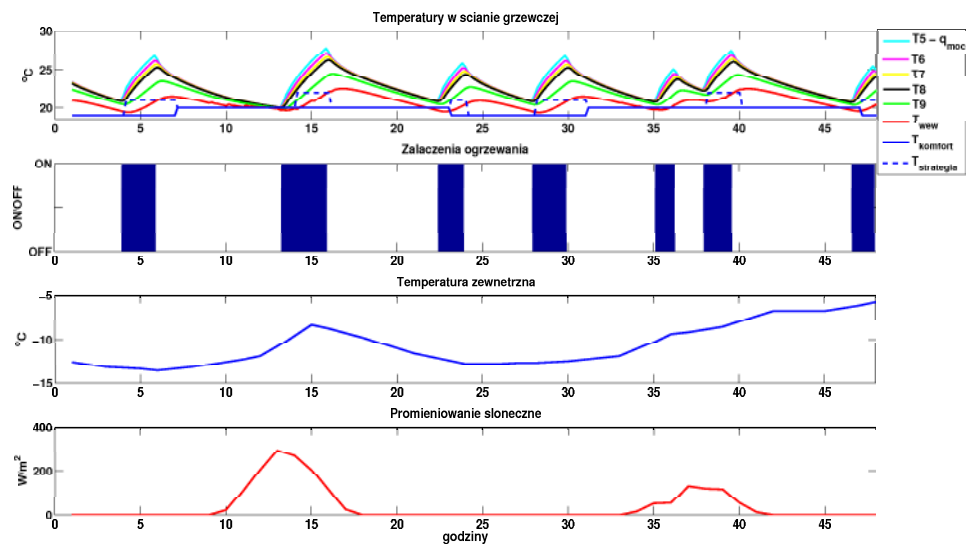 Temperatury w scianie grzewczej
30
25
20
°C
0 5 10 15 20 25 30 35 40 45
T5 − q moc
T6
T7
T8
T9
T wew
T komfort
T strategia
Zalaczenia ogrzewania
ON
OFF
ON/OFF
0 5 10 15 20 25 30 35 40 45
Temperatura zewnetrzna
−5
−10
−15
°C
0 5 10 15 20 25 30 35 40 45
Promieniowanie sloneczne
400
200
0
W/m²
0 5 10 15 20 25 30 35 40 45
godziny